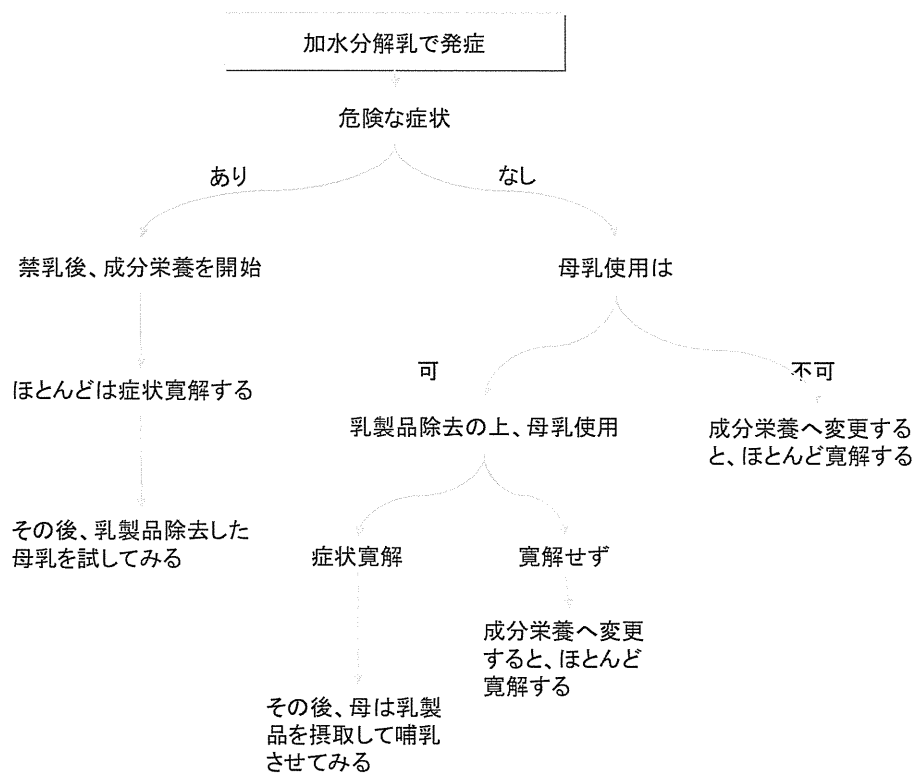 加水分解乳で発症
危険な症状
あり
なし
禁乳後、成分栄養を開始
母乳使用は
ほとんどは症状寛解する
可
不可
乳製品除去の上、母乳使用
成分栄養へ変更する
と、ほとんど寛解する
その後、乳製品除去した
母乳を試してみる
症状寛解
寛解せず
成分栄養へ変更
すると、ほとんど
寛解する
その後、母は乳製
品を摂取して哺乳
させてみる